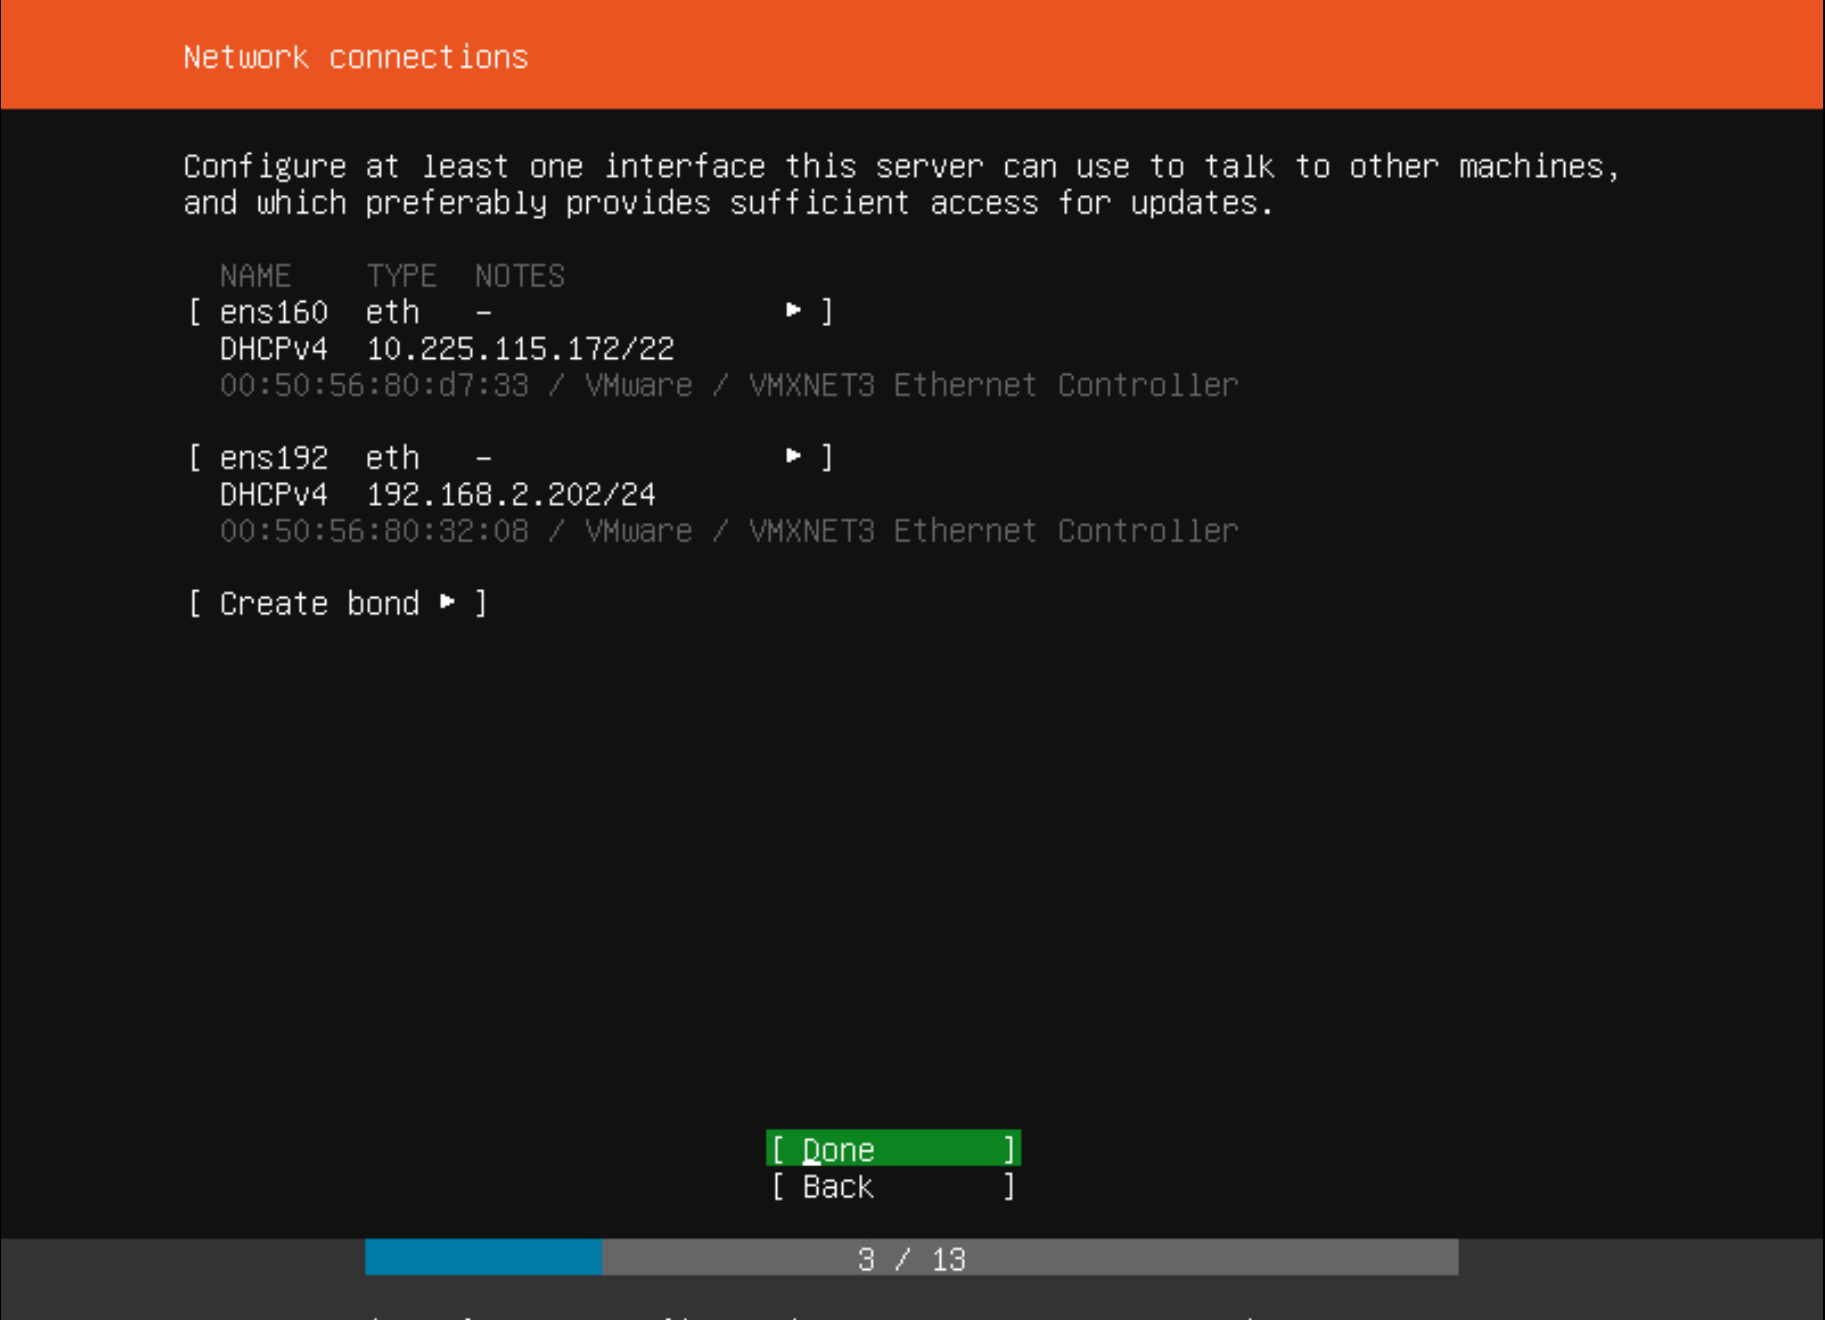 Network connections
Configure at least one interface this server can use to talk to other machines,
and which preferably provides sufficient access for updates.
NAME TYPE NOTES
[ ens160 eth – ▸ ]
DHCPv4 10.225.115.172/22
00:50:56:80:d7:33 / VMware / VMXNET3 Ethernet Controller
[ ens192 eth – ▸ ]
DHCPv4 192.168.2.202/24
00:50:56:80:32:08 / VMware / VMXNET3 Ethernet Controller
[ Create bond ▸ ]
[ Done ]
[ Back ]
3 / 13